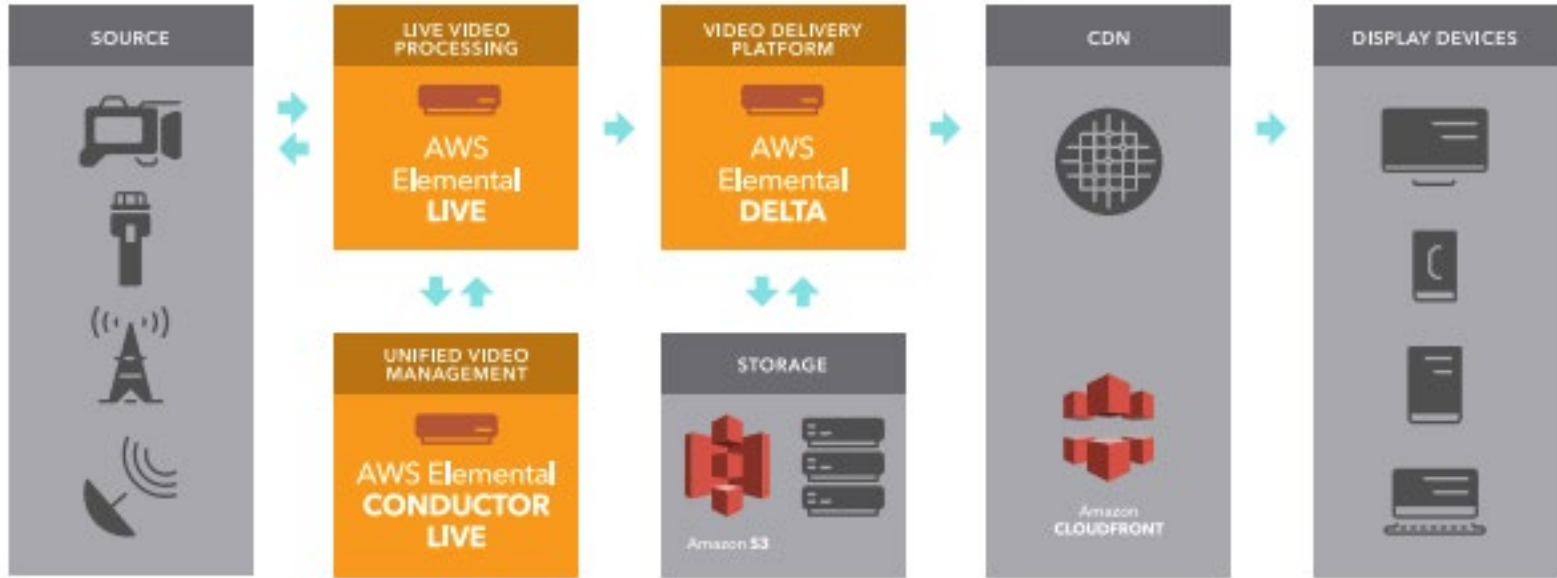 SOURCE
LIVE VIDEO
PROCESSING
AWS
Elemental
LIVE
UNIFIED VIDEO
MANAGEMENT
AWS Elemental
CONDUCTOR
LIVE
VIDEO DELIVERY
PLATFORM
AWS
Elemental
DELTA
STORAGE
Amazon S3
CDN
Amazon
CLOUDFRONT
DISPLAY DEVICES